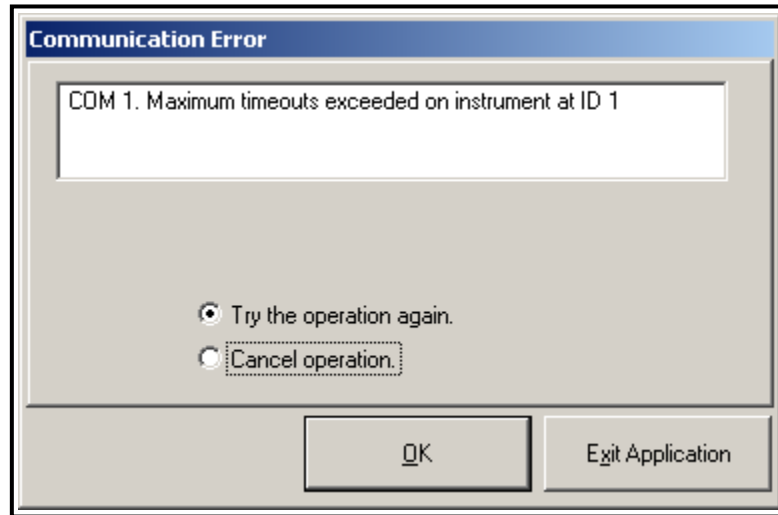 Communication Error
COM 1. Maximum timeouts exceeded on instrument at ID 1
Try the operation again.
Cancel operation.
OK
Exit Application